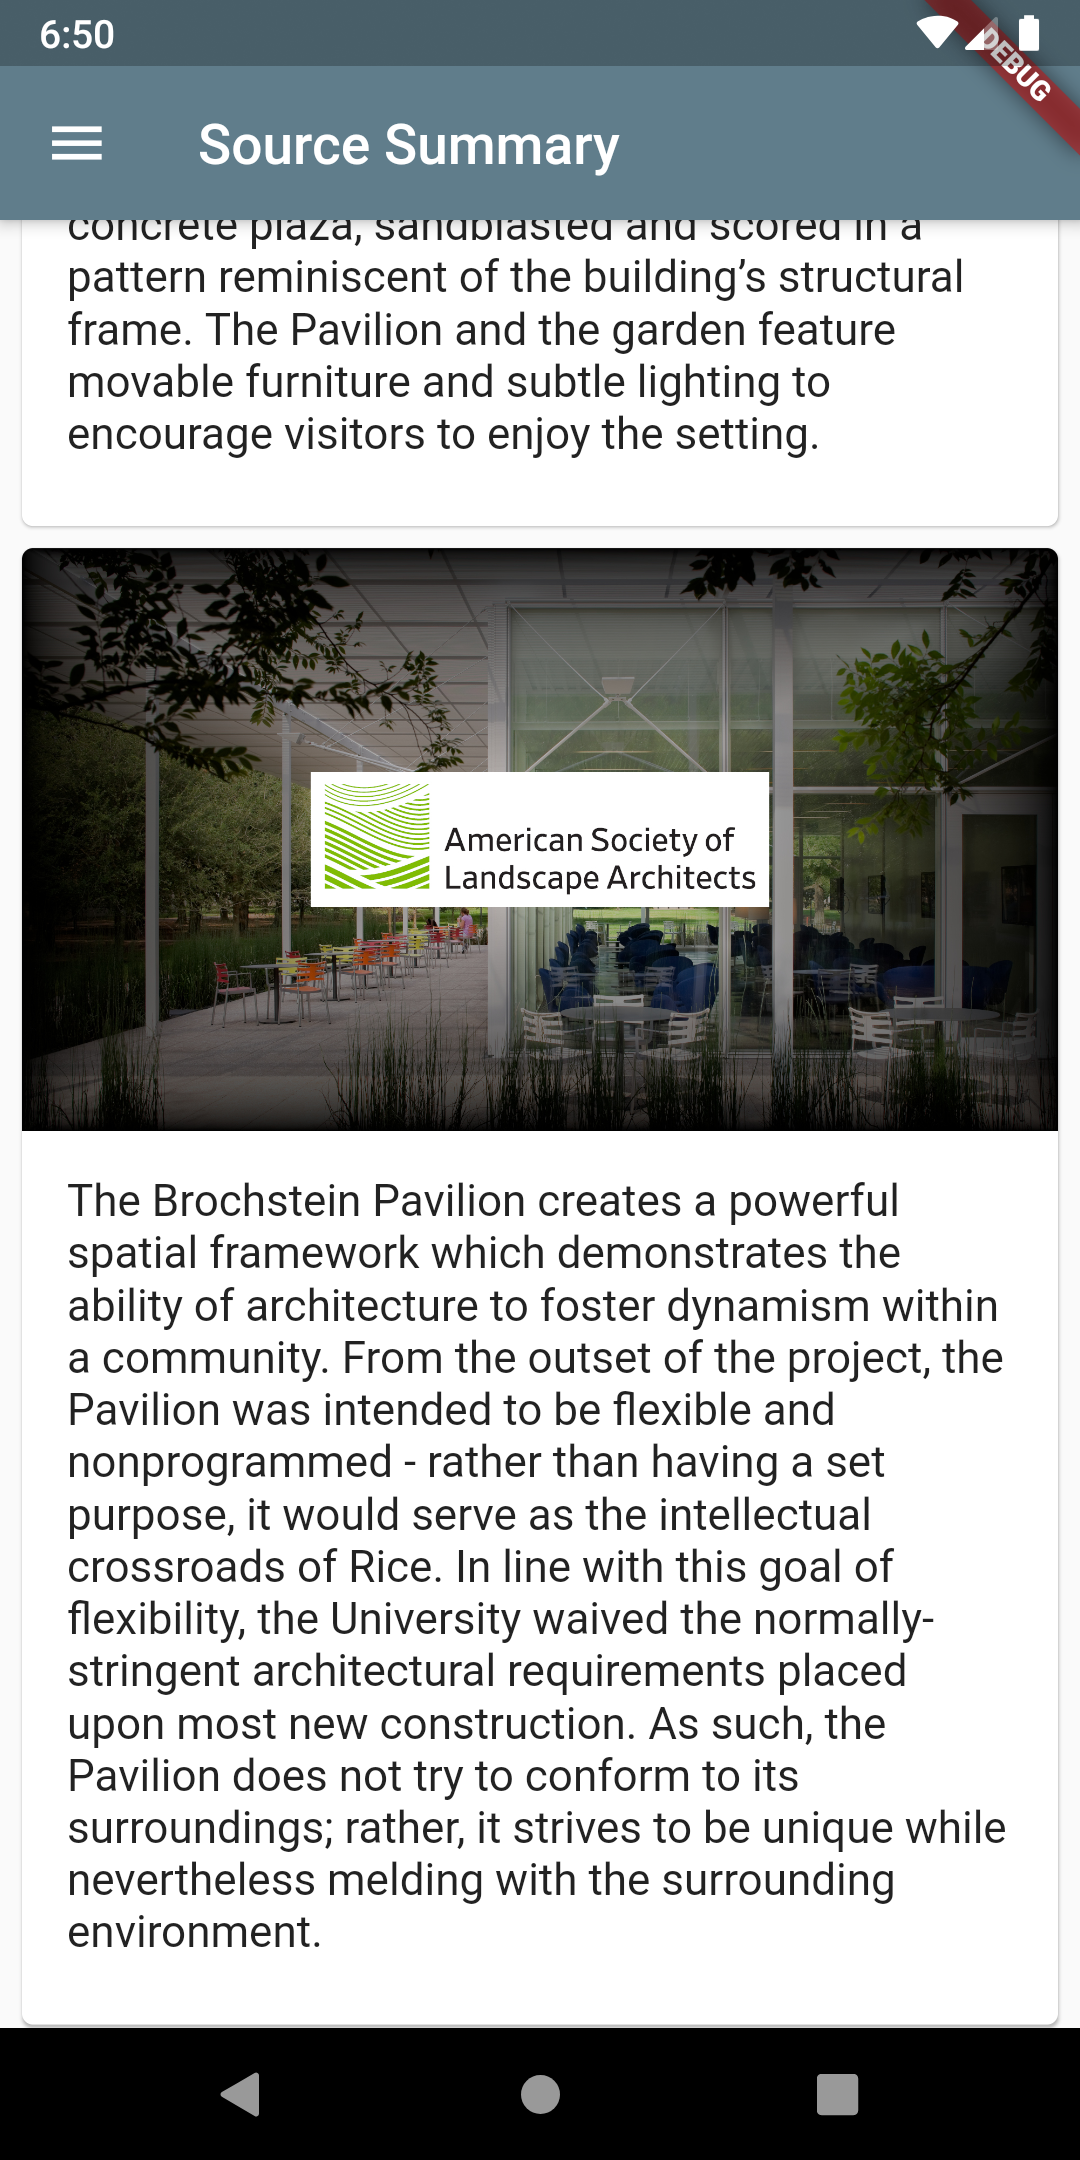 6:50
DEBUG
Source Summary
concrete plaza, sandblasted and scored in a
pattern reminiscent of the building’s structural
frame. The Pavilion and the garden feature
movable furniture and subtle lighting to
encourage visitors to enjoy the setting.
American Society of
Landscape Architects
The Brochstein Pavilion creates a powerful
spatial framework which demonstrates the
ability of architecture to foster dynamism within
a community. From the outset of the project, the
Pavilion was intended to be flexible and
nonprogrammed - rather than having a set
purpose, it would serve as the intellectual
crossroads of Rice. In line with this goal of
flexibility, the University waived the normally-
stringent architectural requirements placed
upon most new construction. As such, the
Pavilion does not try to conform to its
surroundings; rather, it strives to be unique while
nevertheless melding with the surrounding
environment.